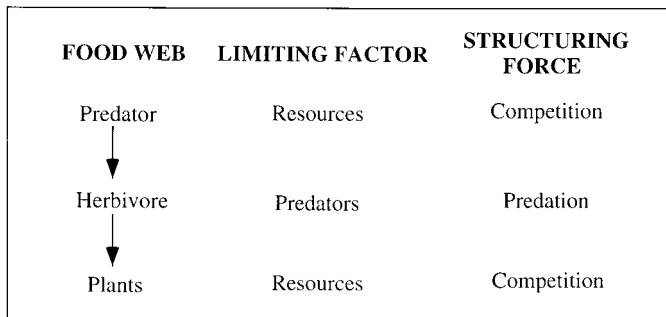 FOOD WEB LIMITING FACTOR STRUCTURING FORCE
Predator Resources Competition
Herbivore Predators Predation
Plants Resources Competition